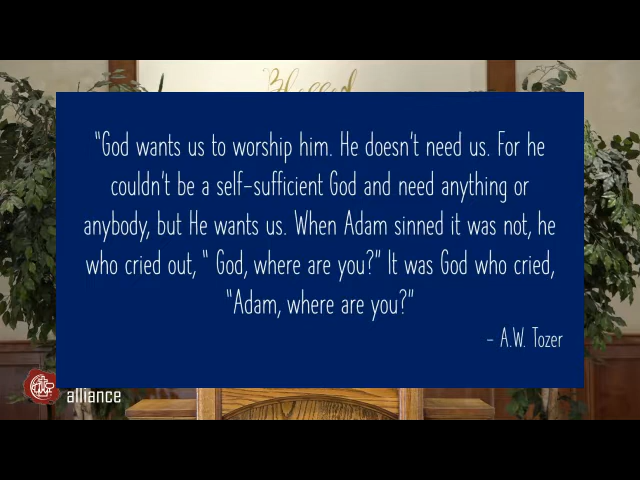 Blessed
"God wants us to worship him. He doesn't need us. For he
couldn't be a self-sufficient God and need anything or
anybody, but He wants us. When Adam sinned it was not, he
who cried out, " God, where are you?" It was God who cried,
"Adam, where are you?"
- A.W. Tozer
alliance